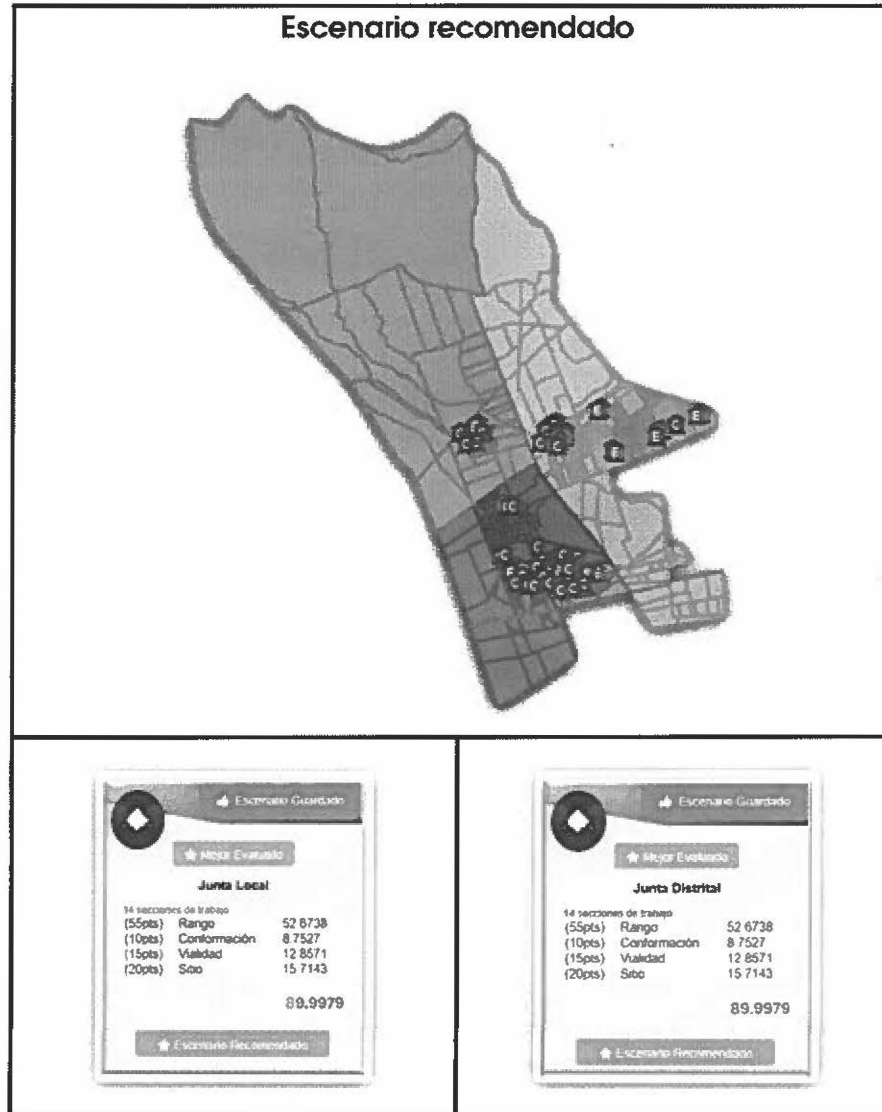 Escenario recomendado
E
C
C
C
C
E
E
E
C
E
C
C
C
C
C
C
C
C
C
C
Escenario Guardado
Mejor Evaluado
Junta Local
14 secciones de trabajo
(55pts) Rango 52 6738
(10pts) Conformación 8 7527
(15pts) Vialidad 12 8571
(20pts) Sitio 15 7143
89.9979
Escenario Recomendado
Escenario Guardado
Mejor Evaluado
Junta Distrital
14 secciones de trabajo
(55pts) Rango 52 6738
(10pts) Conformación 8 7527
(15pts) Vialidad 12 8571
(20pts) Sitio 15 7143
89.9979
Escenario Recomendado